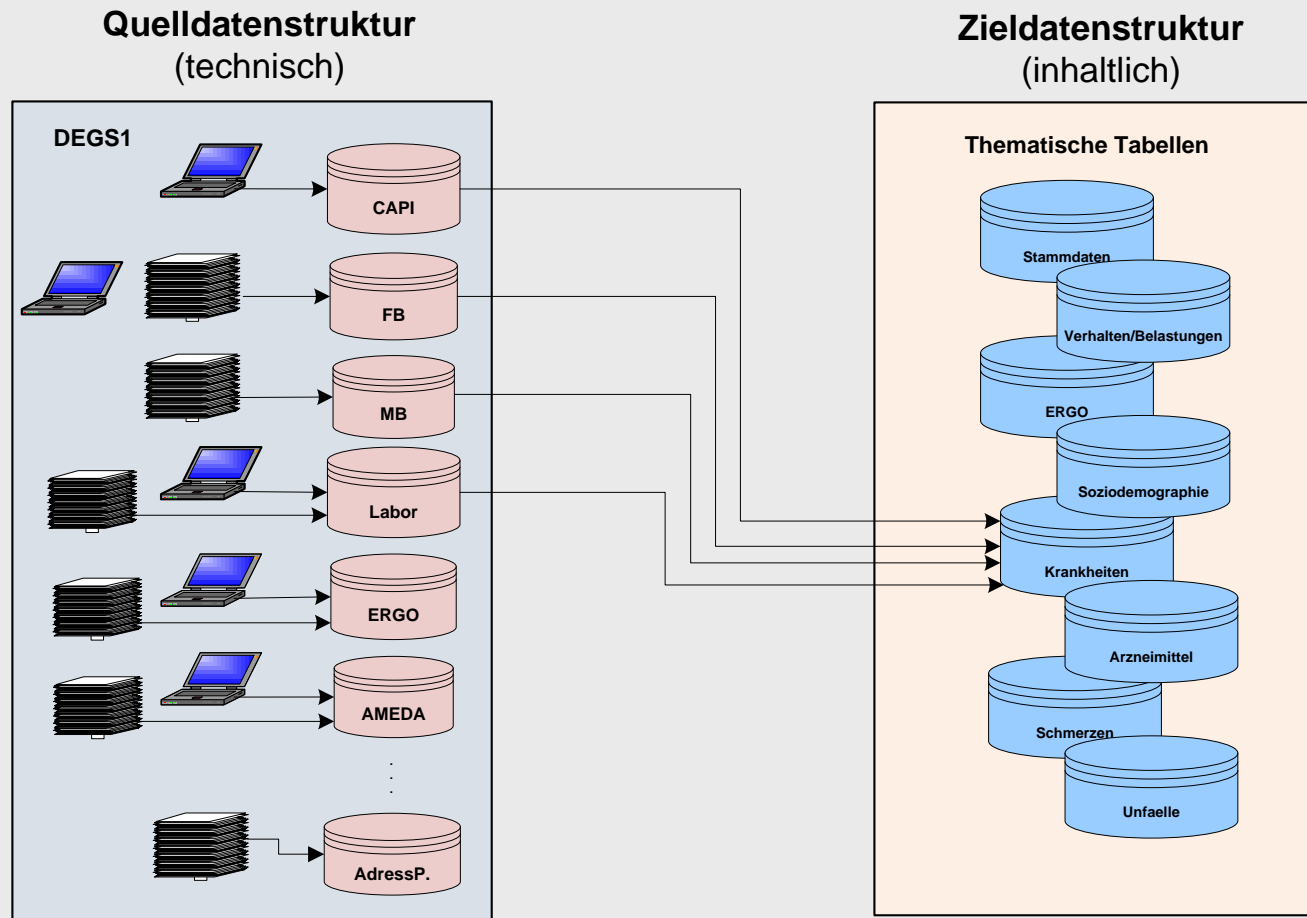 Quelldatenstruktur
(technisch)
Zieldatenstruktur
(inhaltlich)
DEGS1
CAPI
FB
MB
Labor
ERGO
AMEDA
.
.
.
AdressP.
Thematische Tabellen
Stammdaten
Verhalten/Belastungen
ERGO
Soziodemographie
Krankheiten
Arzneimittel
Schmerzen
Unfaelle